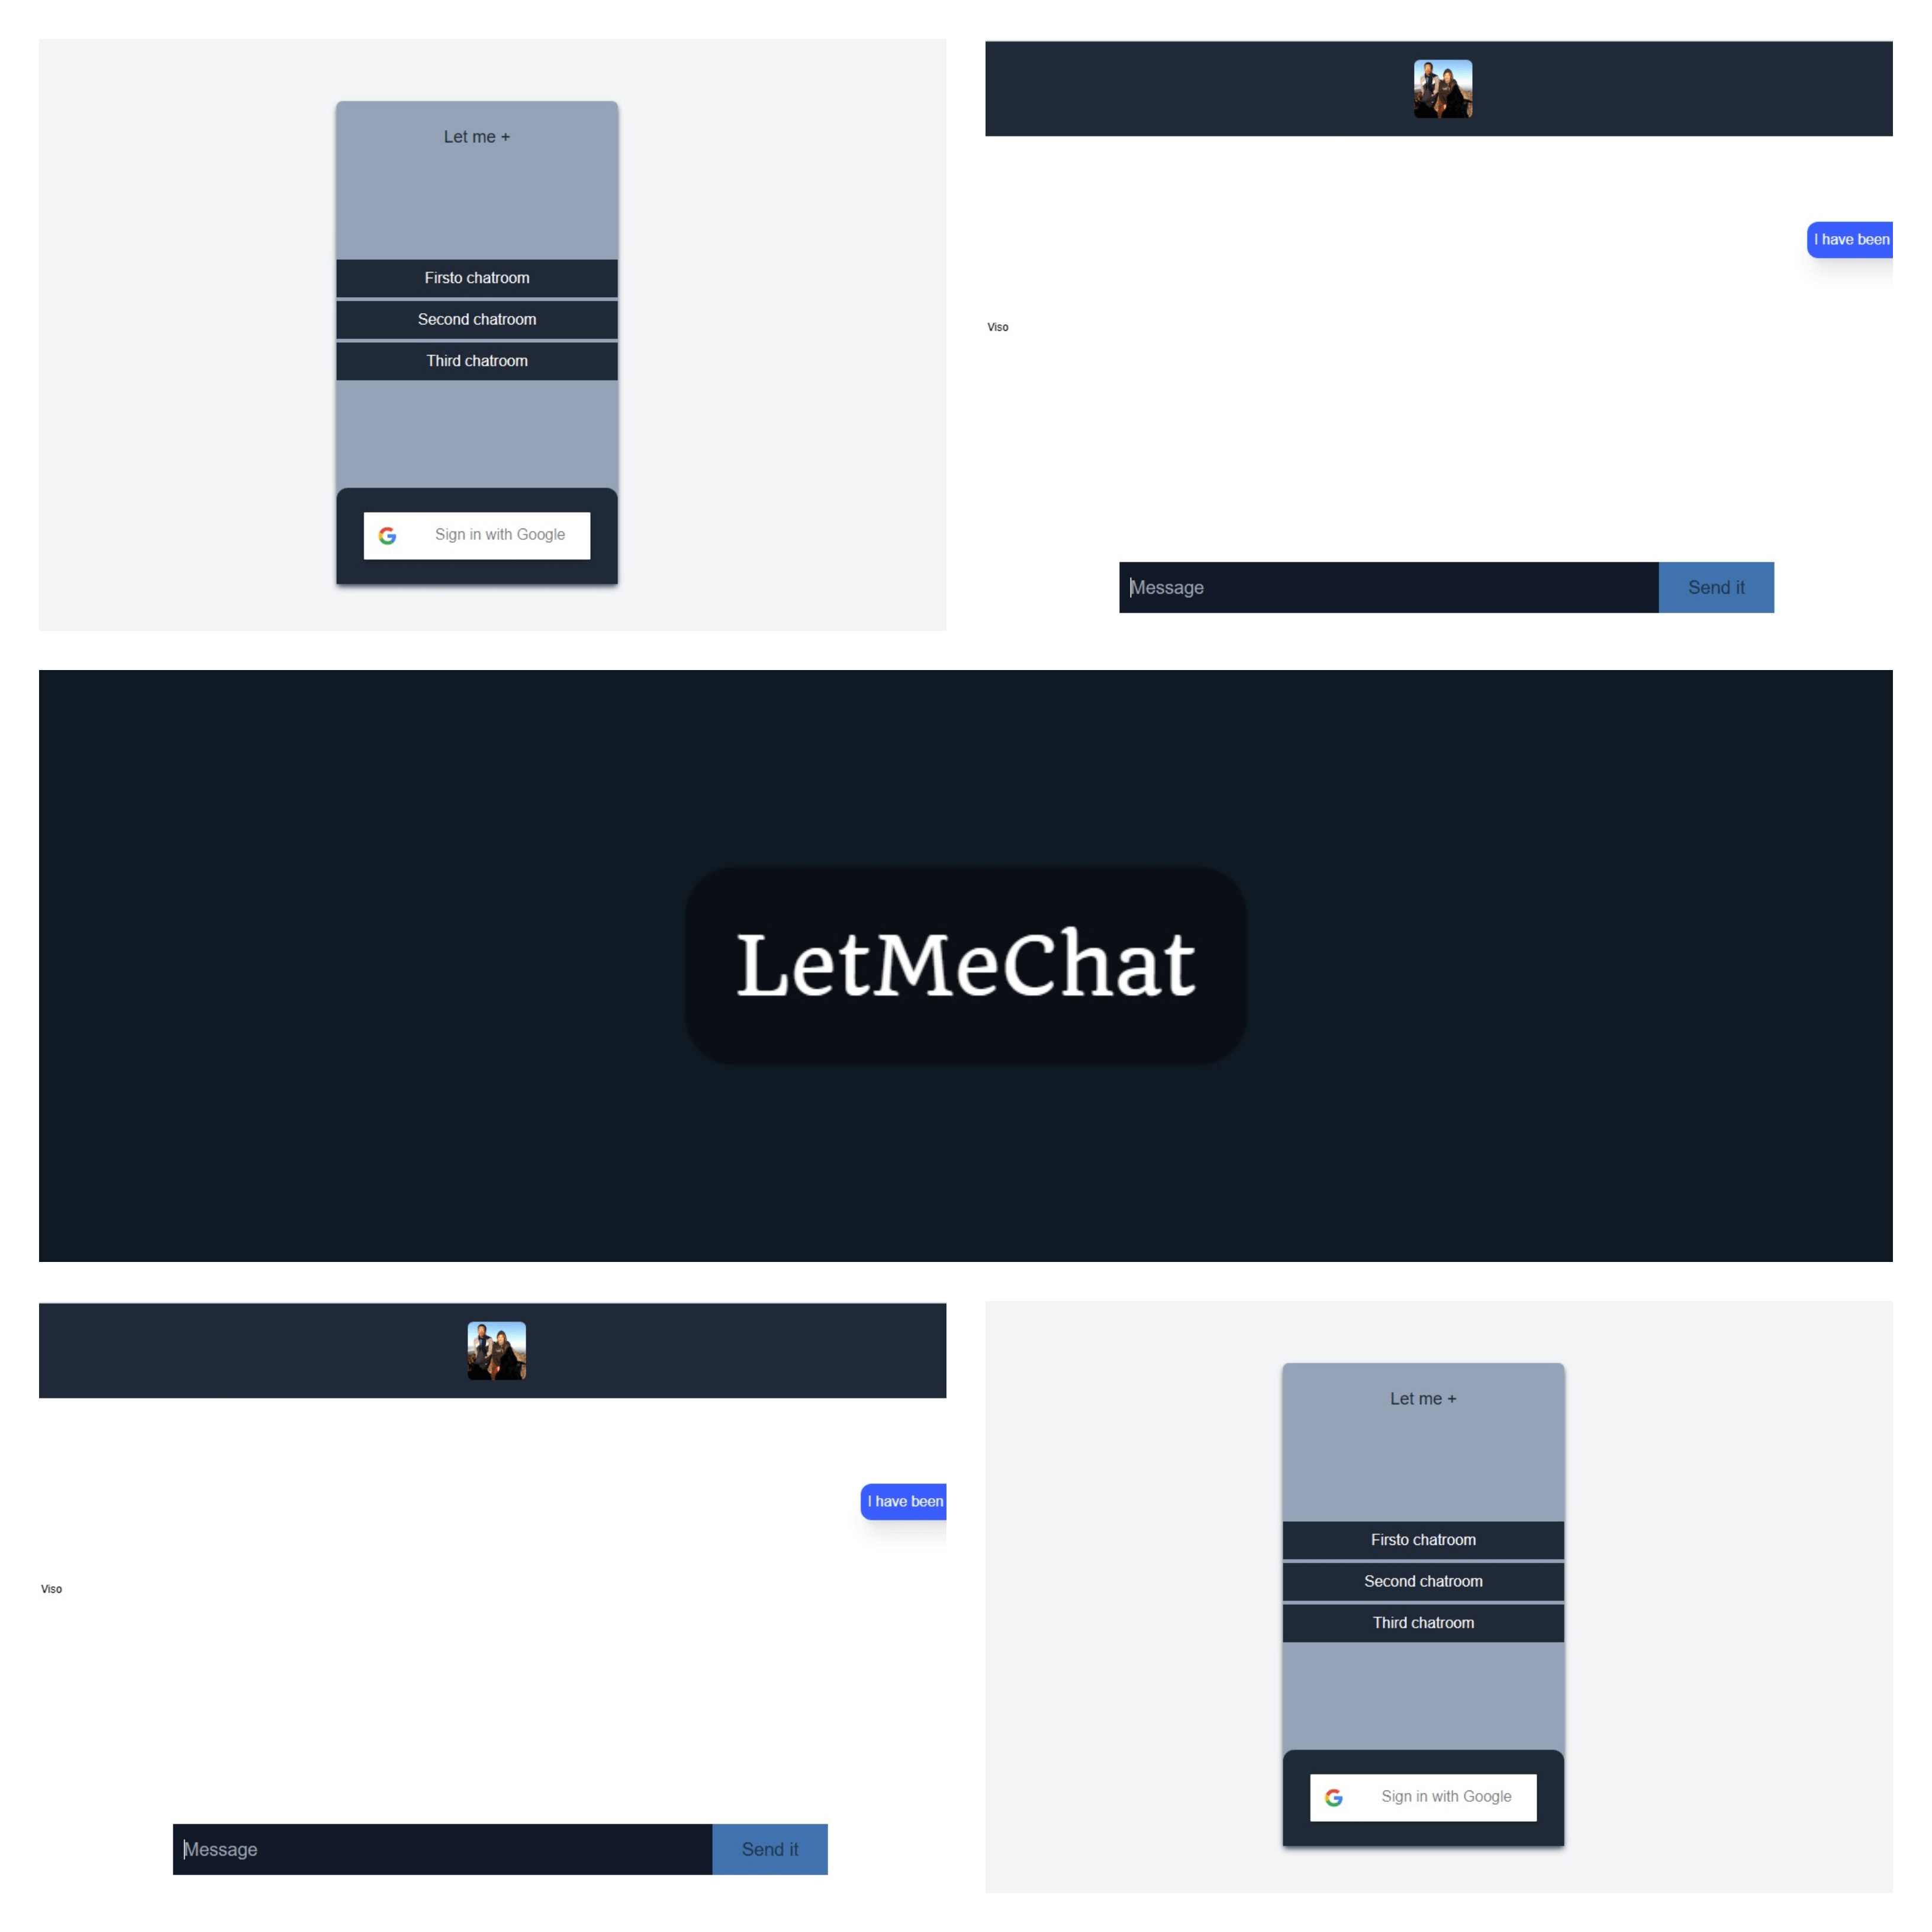 Let me +
Firsto chatroom
Second chatroom
Third chatroom
Sign in with Google
I have been
Viso
Message
Send it
LetMeChat
I have been
Viso
Message
Send it
Let me +
Firsto chatroom
Second chatroom
Third chatroom
Sign in with Google